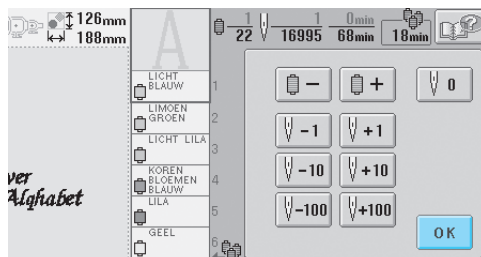 126mm
188mm
A
1 1 0min
22 16995 68min 18min
?
LICHT
BLAUW 1
LIMOEN
GROEN 2
LICHT LILA
3
KOREN
BLOEMEN
BLAUW 4
LILA
5
GEEL
6
ver
Alphabet
− + 0
−1 +1
−10 +10
−100 +100
OK